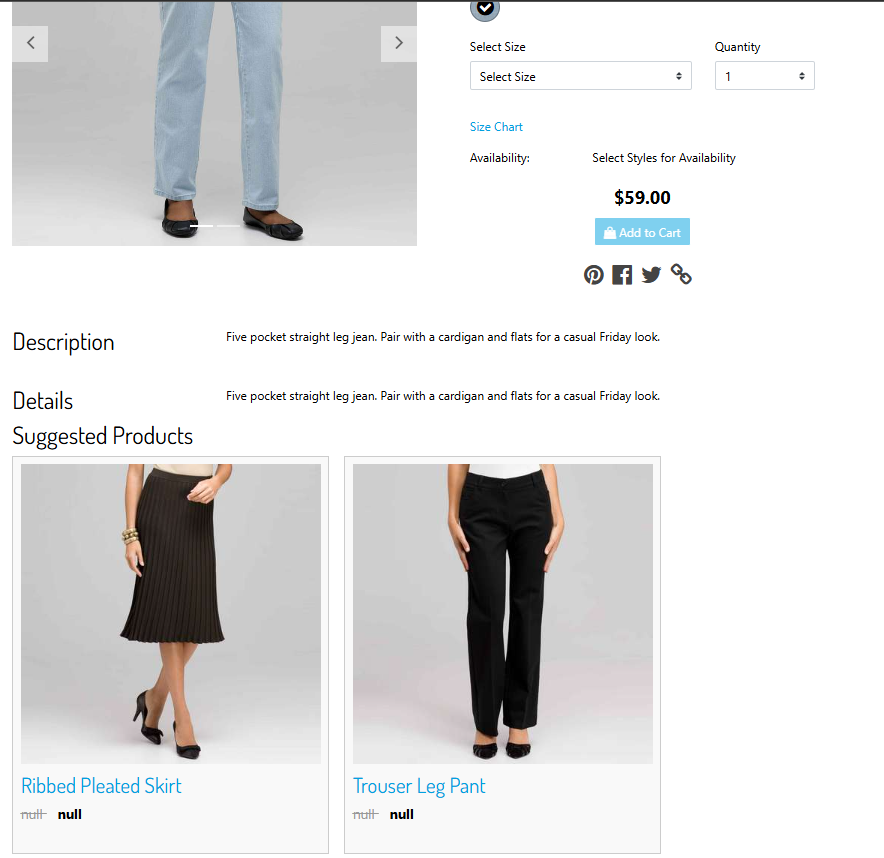 Select Size
Quantity
Select Size
1
Size Chart
Availability:
Select Styles for Availability
$59.00
Add to Cart
Description
Five pocket straight leg jean. Pair with a cardigan and flats for a casual Friday look.
Details
Five pocket straight leg jean. Pair with a cardigan and flats for a casual Friday look.
Suggested Products
Ribbed Pleated Skirt
null null
Trouser Leg Pant
null null